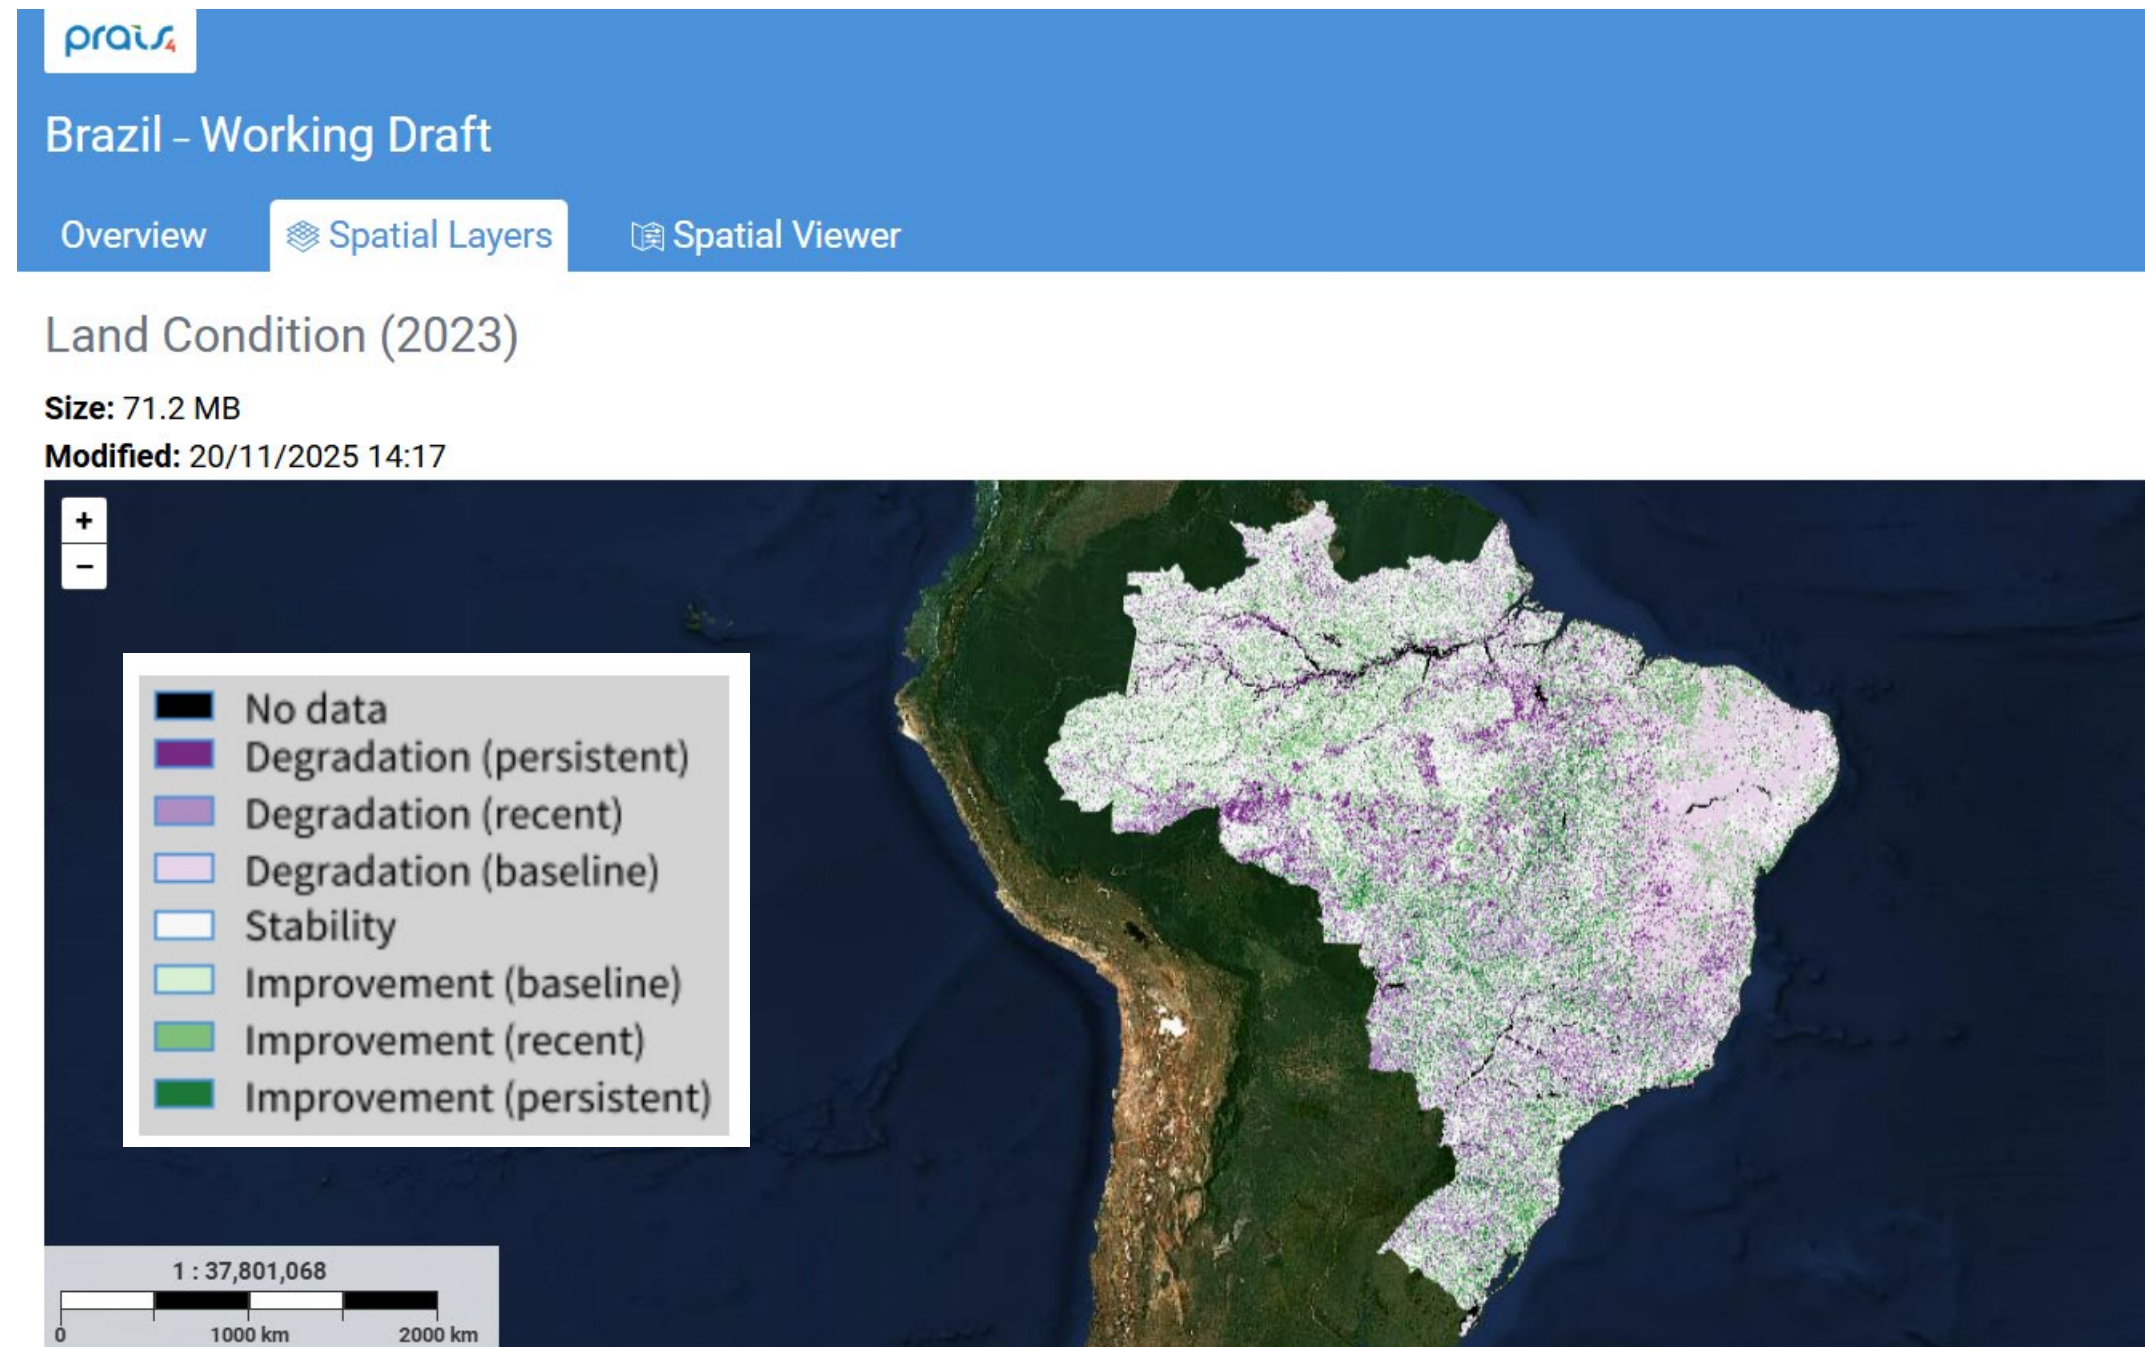 prais4
Brazil – Working Draft
Overview
Spatial Layers
Spatial Viewer
Land Condition (2023)
Size: 71.2 MB
Modified: 20/11/2025 14:17
+
−
No data
Degradation (persistent)
Degradation (recent)
Degradation (baseline)
Stability
Improvement (baseline)
Improvement (recent)
Improvement (persistent)
1 : 37,801,068
0 1000 km 2000 km